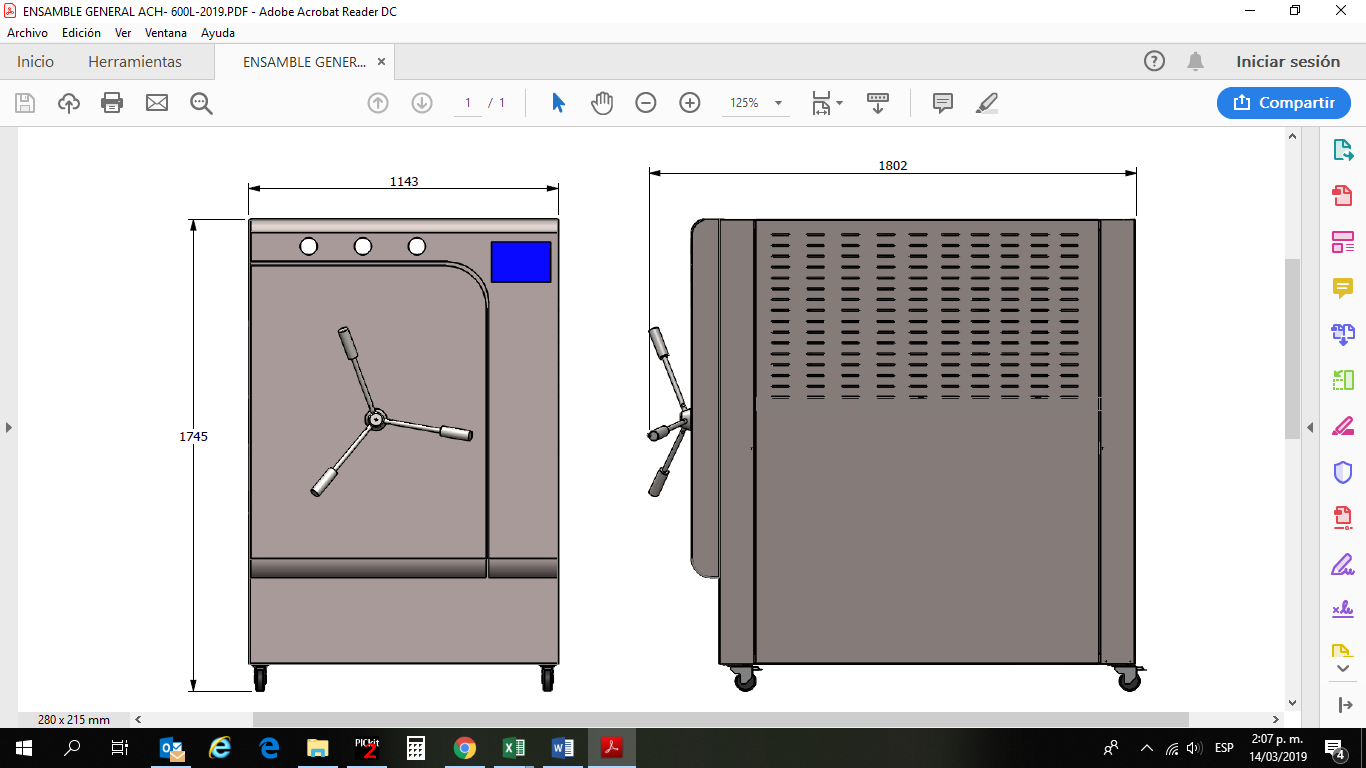 ENSAMBLE GENERAL ACH- 600L-2019.PDF - Adobe Acrobat Reader DC
Archivo Edición Ver Ventana Ayuda
Inicio Herramientas ENSAMBLE GENER... Iniciar sesión
1 / 1 125% Compartir
1802
1143
1745
280 x 215 mm
PICkit 2 ESP 2:07 p. m.
14/03/2019 4